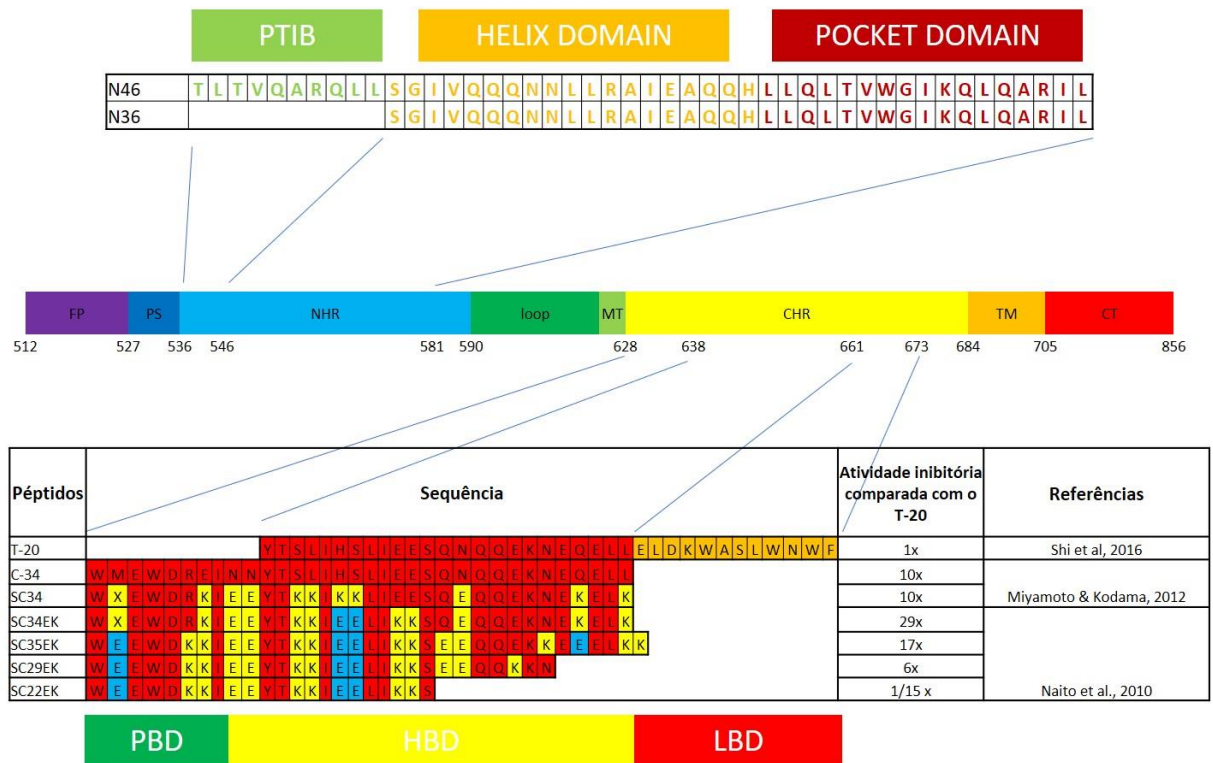 PTIB HELIX DOMAIN POCKET DOMAIN
N46 T L T V Q A R Q L L S G I V Q Q Q N N L L R A I E A Q Q H L L Q L T V W G I K Q L Q A R I L
N36 S G I V Q Q Q N N L L R A I E A Q Q H L L Q L T V W G I K Q L Q A R I L
FP PS NHR loop MT CHR TM CT
512 527 536 546 581 590 628 638 661 673 684 705 856
Péptidos Sequência Atividade inibitória comparada com o T-20 Referências
T-20 Y T S L I H S L I E E S Q N Q Q E K N E Q E L L E L D K W A S L W N W F 1x Shi et al, 2016
C-34 W M E W D R E I N N Y T S L I H S L I E E S Q N Q Q E K N E Q E L L 10x
SC34 W X E W D R K I E E Y T K K I K K L I E E S Q E Q Q E K N E K E L K 10x Miyamoto & Kodama, 2012
SC34EK W X E W D R K I E E Y T K K I E E L I K K S Q E Q Q E K N E K E L K 29x
SC35EK W E E W D K K I E E Y T K K I E E L I K K S E E Q Q E K K E E E L K K 17x
SC29EK W E E W D K K I E E Y T K K I E E L I K K S E E Q Q K K N 6x
SC22EK W E E W D K K I E E Y T K K I E E L I K K S 1/15 x Naito et al., 2010
PBD HBD LBD